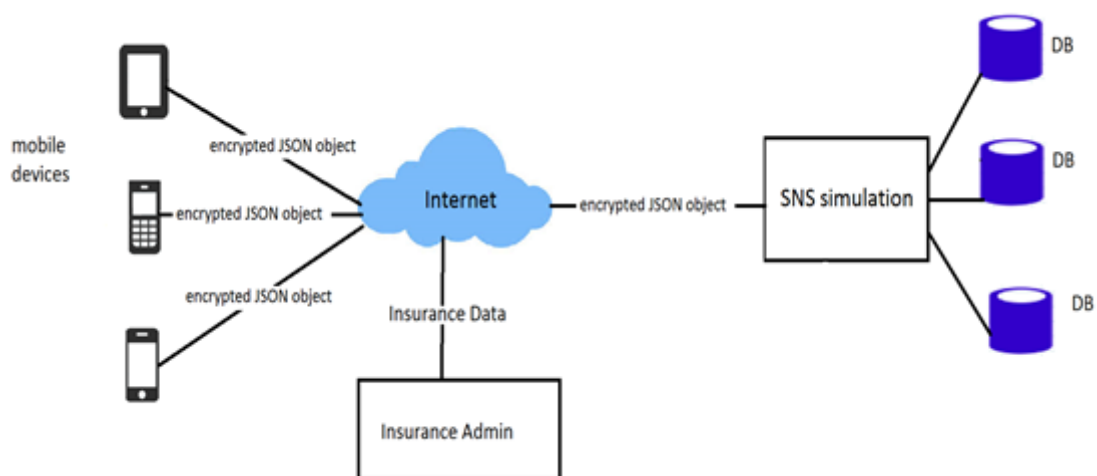 DB
encrypted JSON object
mobile
devices
DB
Internet
SNS simulation
encrypted JSON object
encrypted JSON object
encrypted JSON object
DB
Insurance Data
Insurance Admin